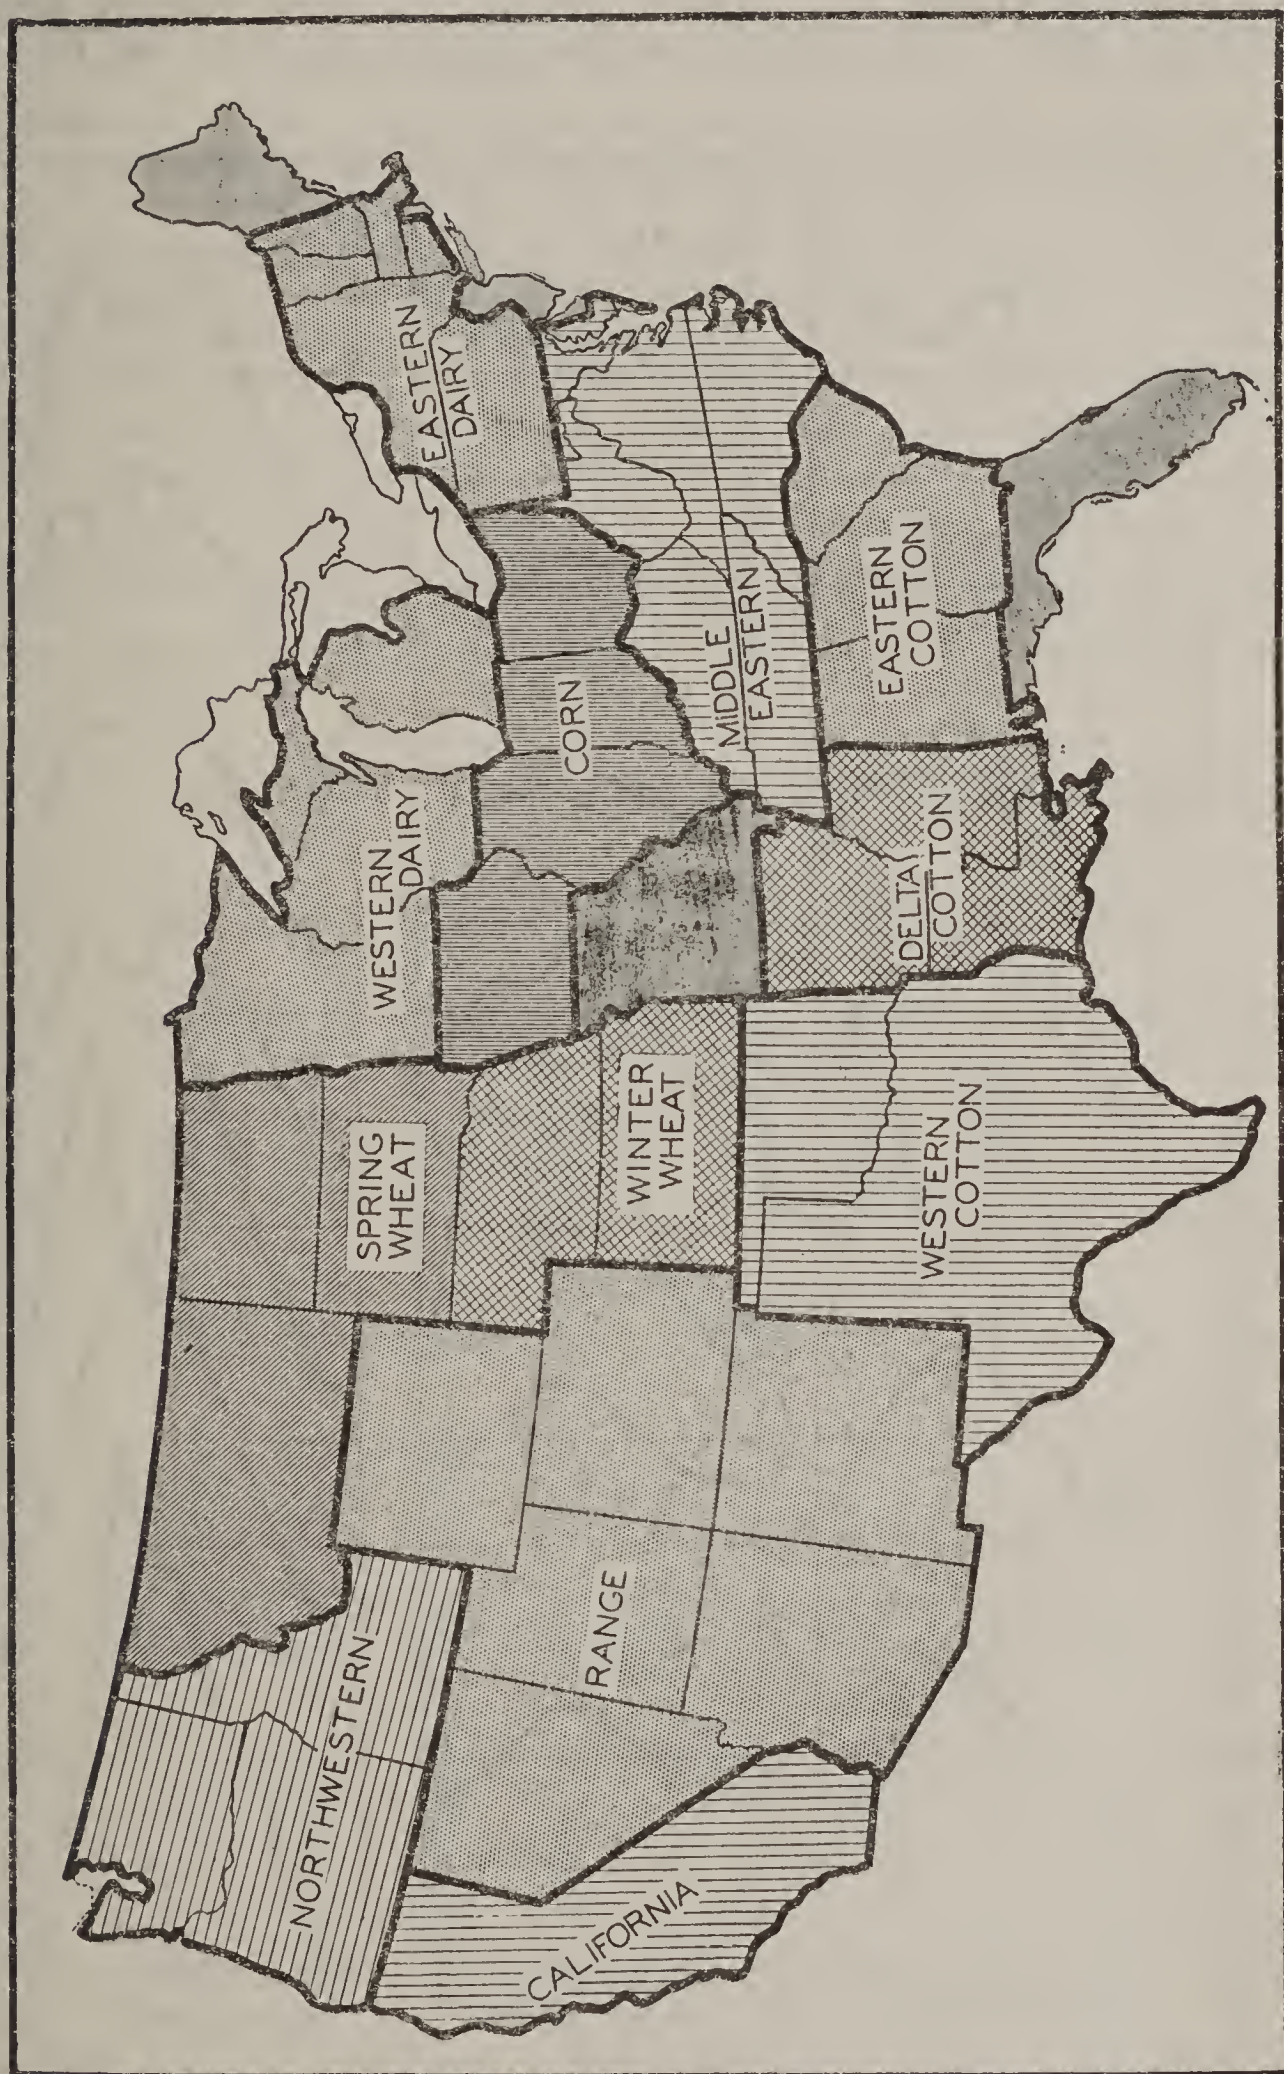 NORTHWESTERN
CALIFORNIA
RANGE
SPRING
WHEAT
WINTER
WHEAT
WESTERN
COTTON
WESTERN
DAIRY
CORN
DELTA
COTTON
MIDDLE
EASTERN
EASTERN
COTTON
EASTERN
DAIRY